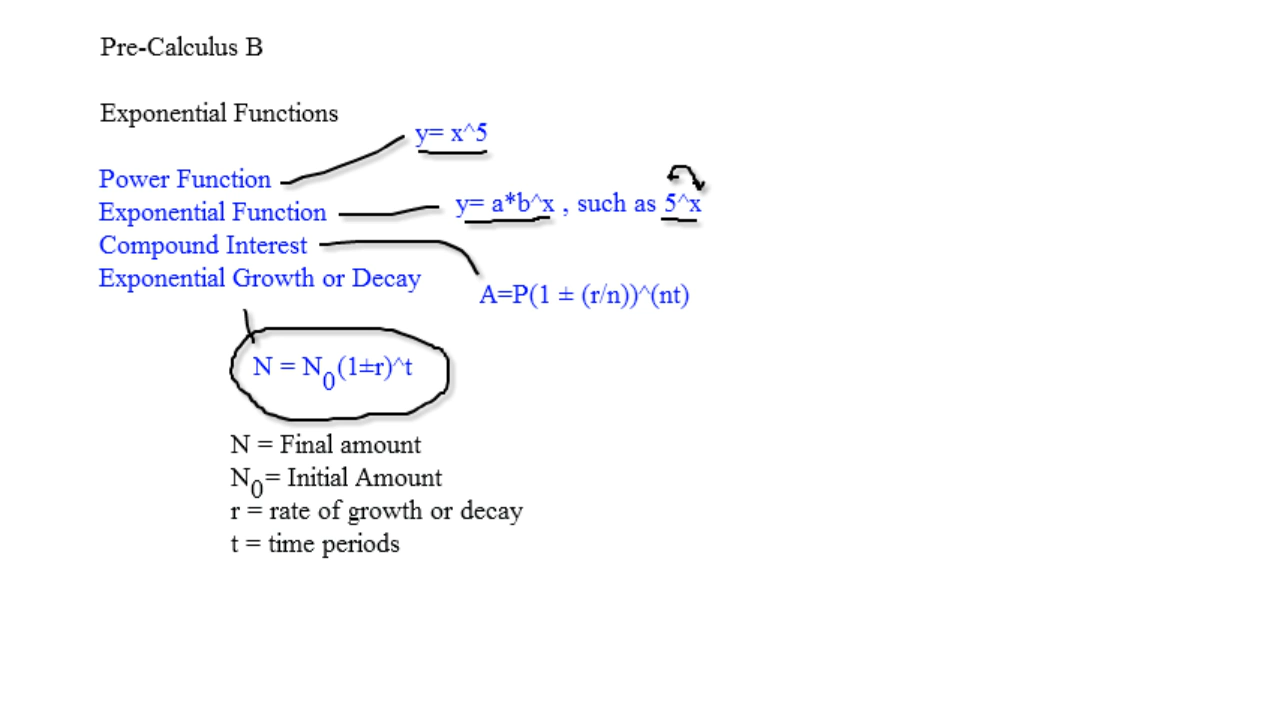 Pre-Calculus B
Exponential Functions
y= x^5
Power Function
Exponential Function
y= a*b^x , such as 5^x
Compound Interest
Exponential Growth or Decay
A=P(1 ± (r/n))^(nt)
N = N₀(1±r)^t
N = Final amount
N₀= Initial Amount
r = rate of growth or decay
t = time periods